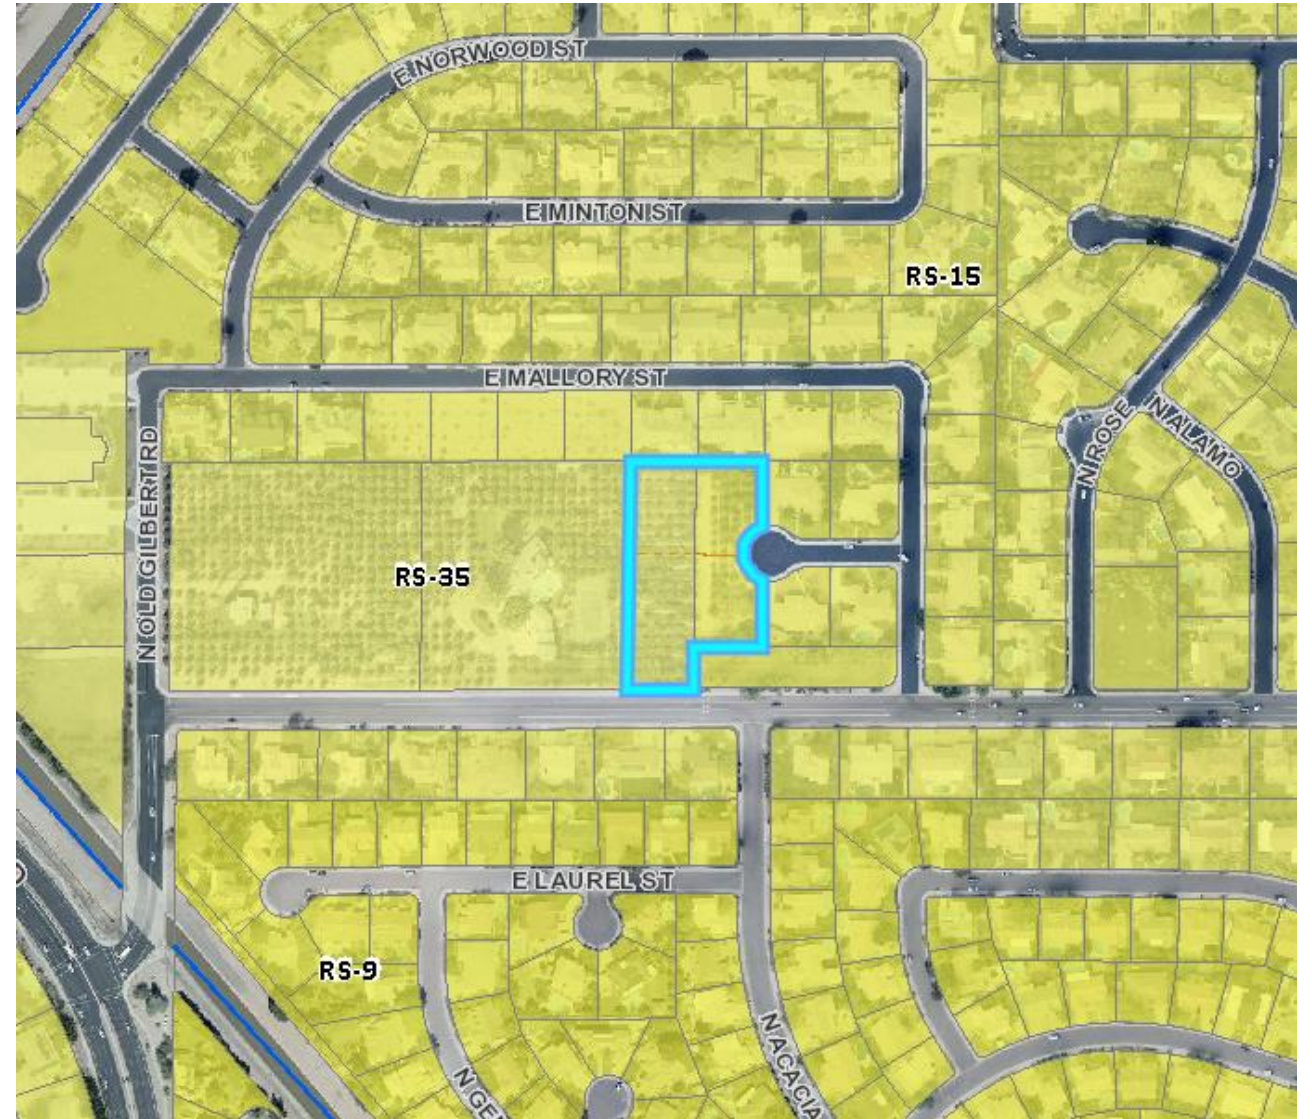 E NORWOOD ST
E MINTON ST
RS-15
E MALLORY ST
N ROSE
N ALAMO
N OLD GILBERT RD
RS-35
E LAUREL ST
RS-9
N ACACIA
N GE